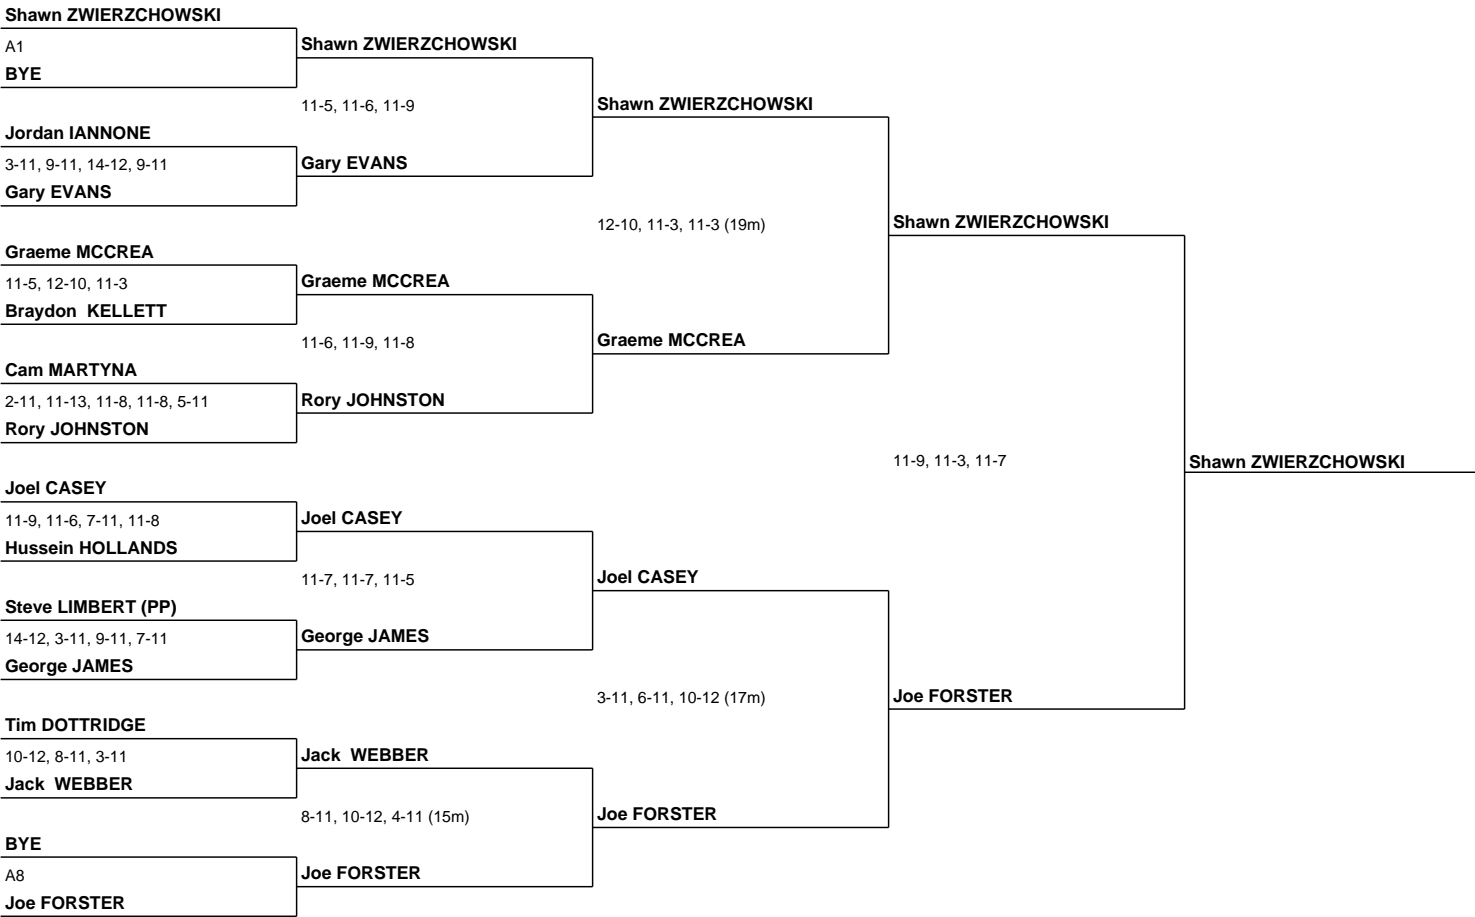 Shawn ZWIERZCHOWSKI
A1
BYE
Jordan IANNONE
3-11, 9-11, 14-12, 9-11
Gary EVANS
Graeme MCCREA
11-5, 12-10, 11-3
Braydon  KELLETT
Cam MARTYNA
2-11, 11-13, 11-8, 11-8, 5-11
Rory JOHNSTON
Joel CASEY
11-9, 11-6, 7-11, 11-8
Hussein HOLLANDS
Steve LIMBERT (PP)
14-12, 3-11, 9-11, 7-11
George JAMES
Tim DOTTRIDGE
10-12, 8-11, 3-11
Jack  WEBBER
BYE
A8
Joe FORSTER
Shawn ZWIERZCHOWSKI
11-5, 11-6, 11-9
Gary EVANS
Graeme MCCREA
11-6, 11-9, 11-8
Rory JOHNSTON
Joel CASEY
11-7, 11-7, 11-5
George JAMES
Jack  WEBBER
8-11, 10-12, 4-11 (15m)
Joe FORSTER
Shawn ZWIERZCHOWSKI
12-10, 11-3, 11-3 (19m)
Graeme MCCREA
Joel CASEY
3-11, 6-11, 10-12 (17m)
Joe FORSTER
Shawn ZWIERZCHOWSKI
11-9, 11-3, 11-7
Joe FORSTER
Shawn ZWIERZCHOWSKI